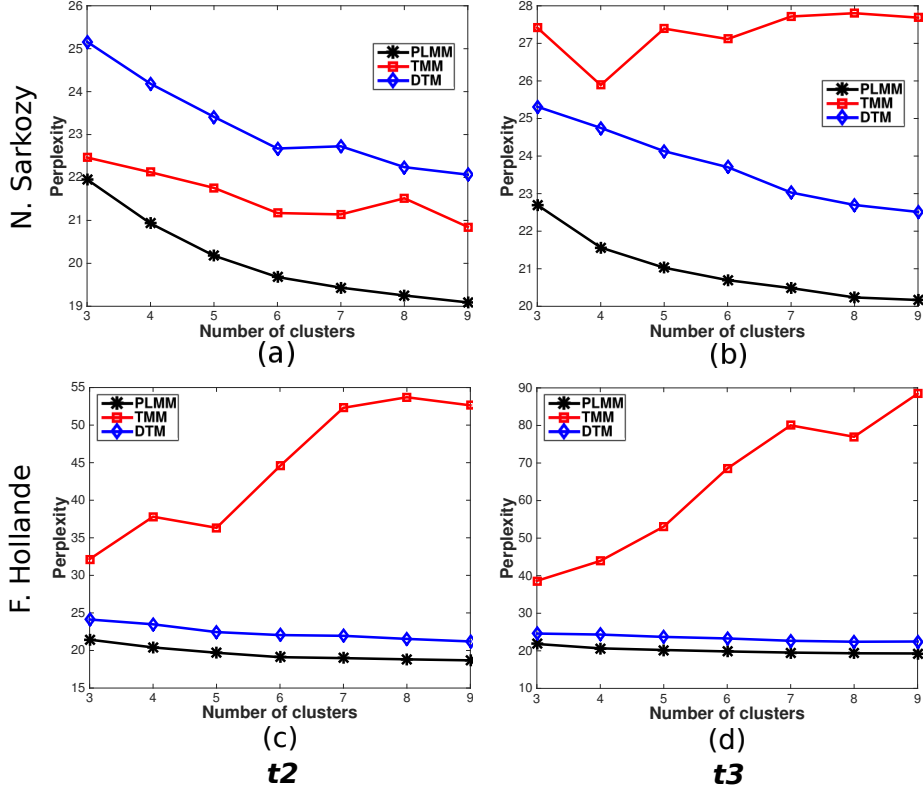 N. Sarkozy
Perplexity
26
25
24
23
22
21
20
19
3 4 5 6 7 8 9
Number of clusters
PLMM
TMM
DTM
(a)
Perplexity
28
27
26
25
24
23
22
21
20
3 4 5 6 7 8 9
Number of clusters
PLMM
TMM
DTM
(b)
F. Hollande
Perplexity
55
50
45
40
35
30
25
20
15
3 4 5 6 7 8 9
Number of clusters
PLMM
TMM
DTM
(c)
t2
Perplexity
90
80
70
60
50
40
30
20
10
3 4 5 6 7 8 9
Number of clusters
PLMM
TMM
DTM
(d)
t3